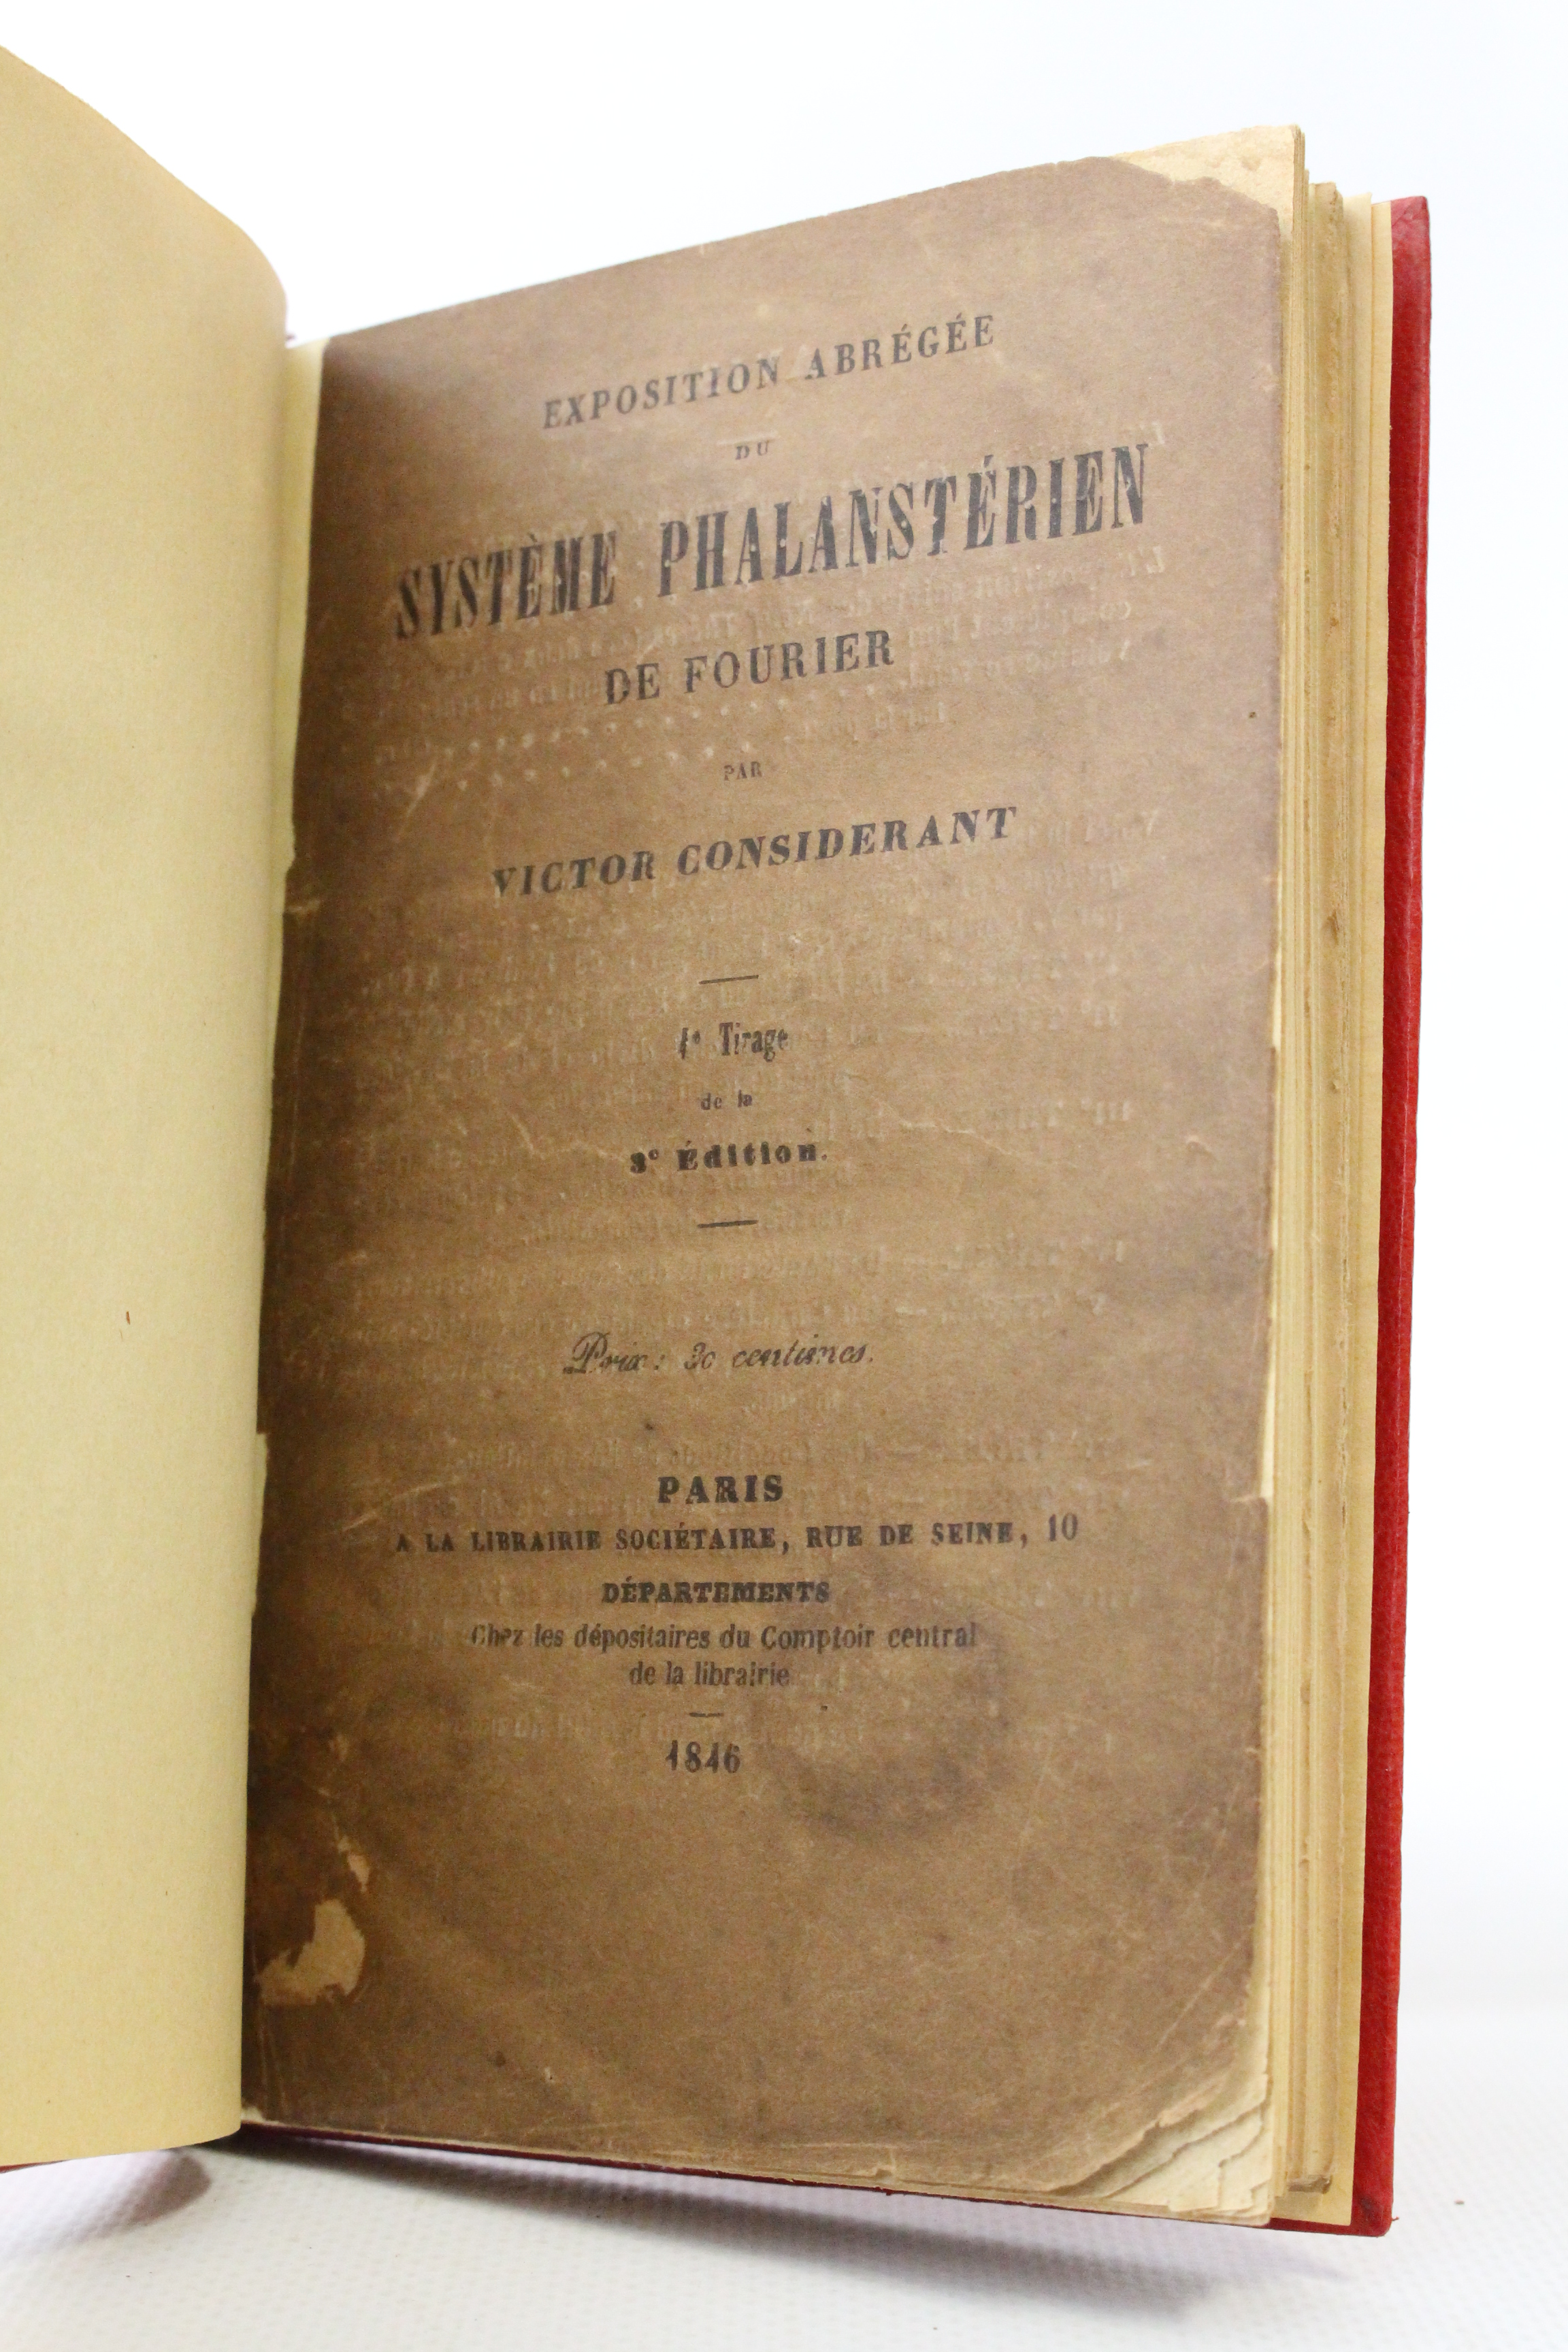 EXPOSITION ABRÉGÉE
DU
SYSTÈME PHALANSTÉRIEN
DE FOURIER
PAR
VICTOR CONSIDERANT
Tirage
de la
3e Édition.
Prix: 30 centimes.
PARIS
A LA LIBRAIRIE SOCIÉTAIRE, RUE DE SEINE, 10
DÉPARTEMENTS
Chez les dépositaires du Comptoir central
de la librairie
1846